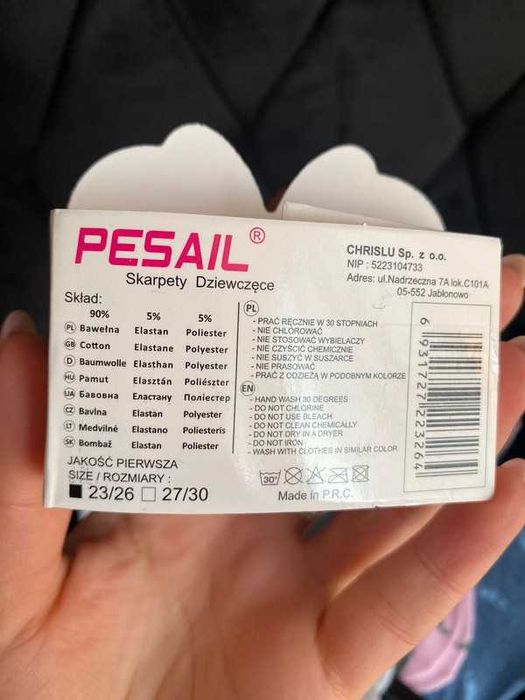 PESAIL®
Skarpety Dziewczęce
CHRISLU Sp. z o.o.
NIP : 5223104733
Adres: ul.Nadrzeczna 7A lok.C101A
05-552 Jabłonowo
Skład:
90% 5% 5%
PL Bawełna Elastan Poliester
GB Cotton Elastane Polyester
D Baumwolle Elasthan Polyester
HU Pamut Elasztán Poliészter
UA Бавовна Еластану Поліестер
CZ Bavlna Elastan Polyester
LT Medvilnė Elastano Poliesteris
SK Bombaž Elastan Poliester
JAKOŚĆ PIERWSZA
SIZE / ROZMIARY :
23/26 27/30
PL
- PRAĆ RĘCZNIE W 30 STOPNIACH
- NIE CHLOROWAĆ
- NIE STOSOWAĆ WYBIELACZY
- NIE CZYŚCIĆ CHEMICZNIE
- NIE SUSZYĆ W SUSZARCE
- NIE PRASOWAĆ
- PRAĆ Z ODZIEŻĄ W PODOBNYM KOLORZE
EN
- HAND WASH 30 DEGREES
- DO NOT CHLORINE
- DO NOT USE BLEACH
- DO NOT CLEAN CHEMICALLY
- DO NOT DRY IN A DRYER
- DO NOT IRON
- WASH WITH CLOTHES IN SIMILAR COLOR
30°
Made in P.R.C.
6931727223264